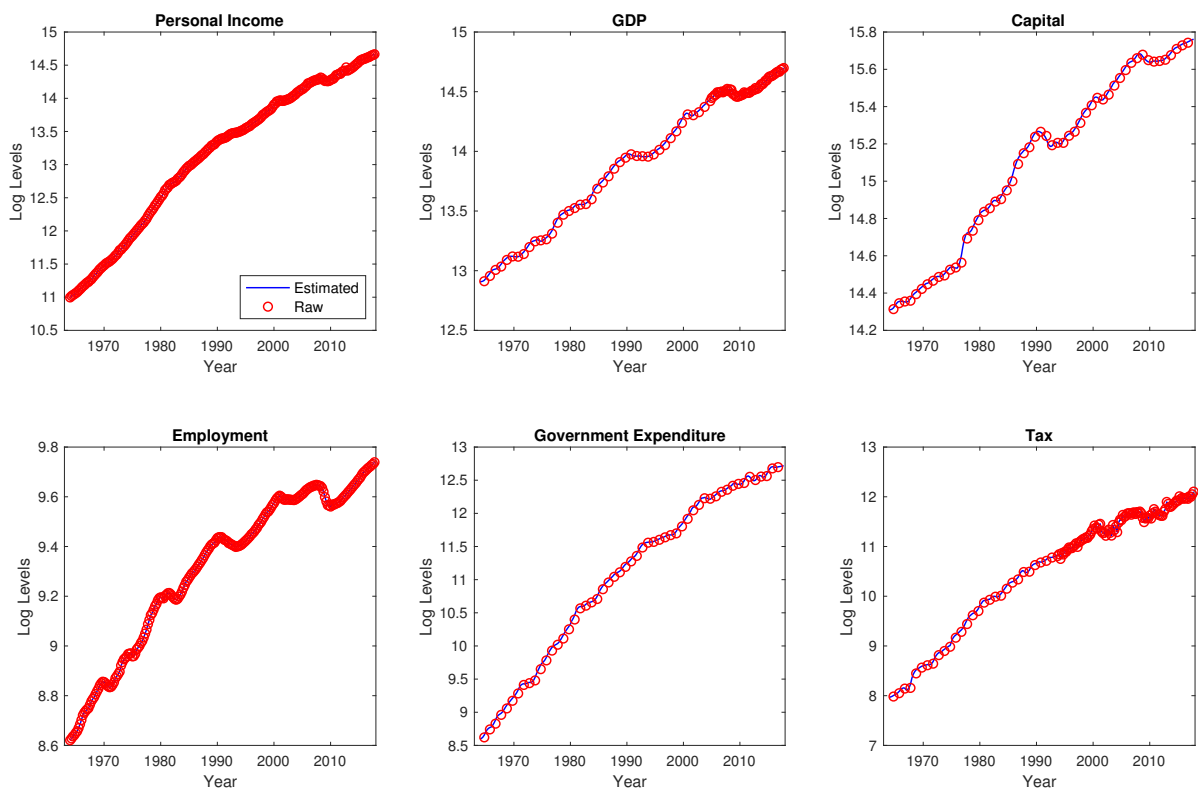 Personal Income
15
14.5
14
13.5
13
12.5
12
11.5
11
10.5
Log Levels
1970 1980 1990 2000 2010
Year
Estimated
Raw
GDP
15
14.5
14
13.5
13
12.5
Log Levels
1970 1980 1990 2000 2010
Year
Capital
15.8
15.6
15.4
15.2
15
14.8
14.6
14.4
14.2
Log Levels
1970 1980 1990 2000 2010
Year
Employment
9.8
9.6
9.4
9.2
9
8.8
8.6
Log Levels
1970 1980 1990 2000 2010
Year
Government Expenditure
13
12.5
12
11.5
11
10.5
10
9.5
9
8.5
Log Levels
1970 1980 1990 2000 2010
Year
Tax
13
12
11
10
9
8
7
Log Levels
1970 1980 1990 2000 2010
Year